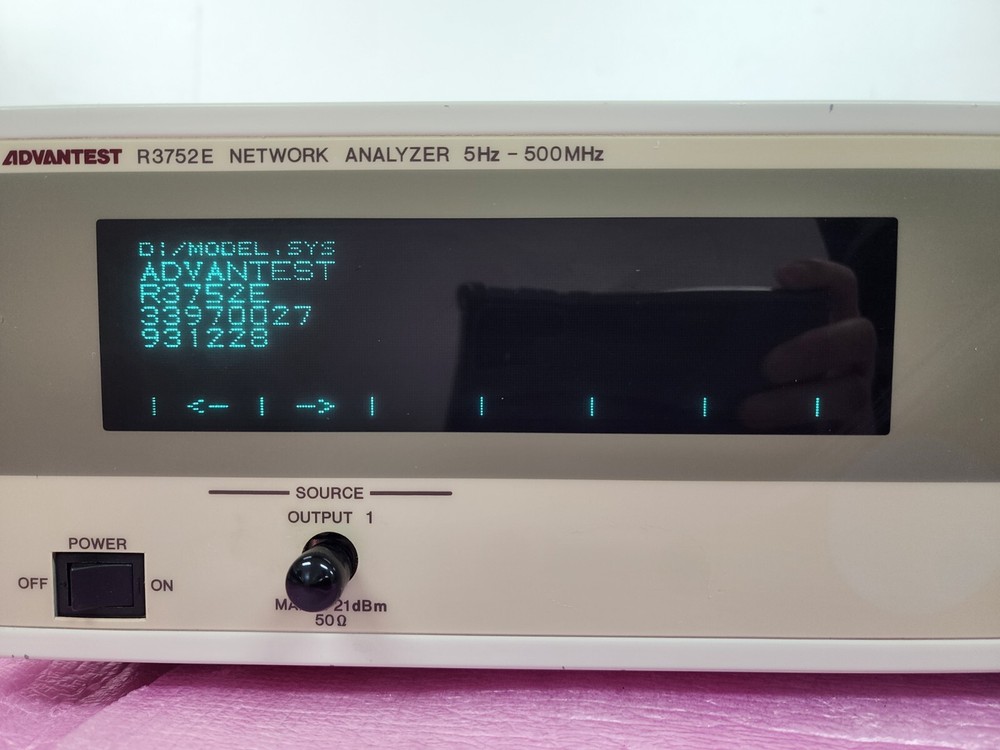 ADVANTEST R3752E NETWORK ANALYZER 5Hz - 500MHz
D:/MODEL.SYS
ADVANTEST
R3752E
33970027
931228
| <- | -> | | | | |
SOURCE
OUTPUT 1
POWER
OFF ON
21dBm
50Ω